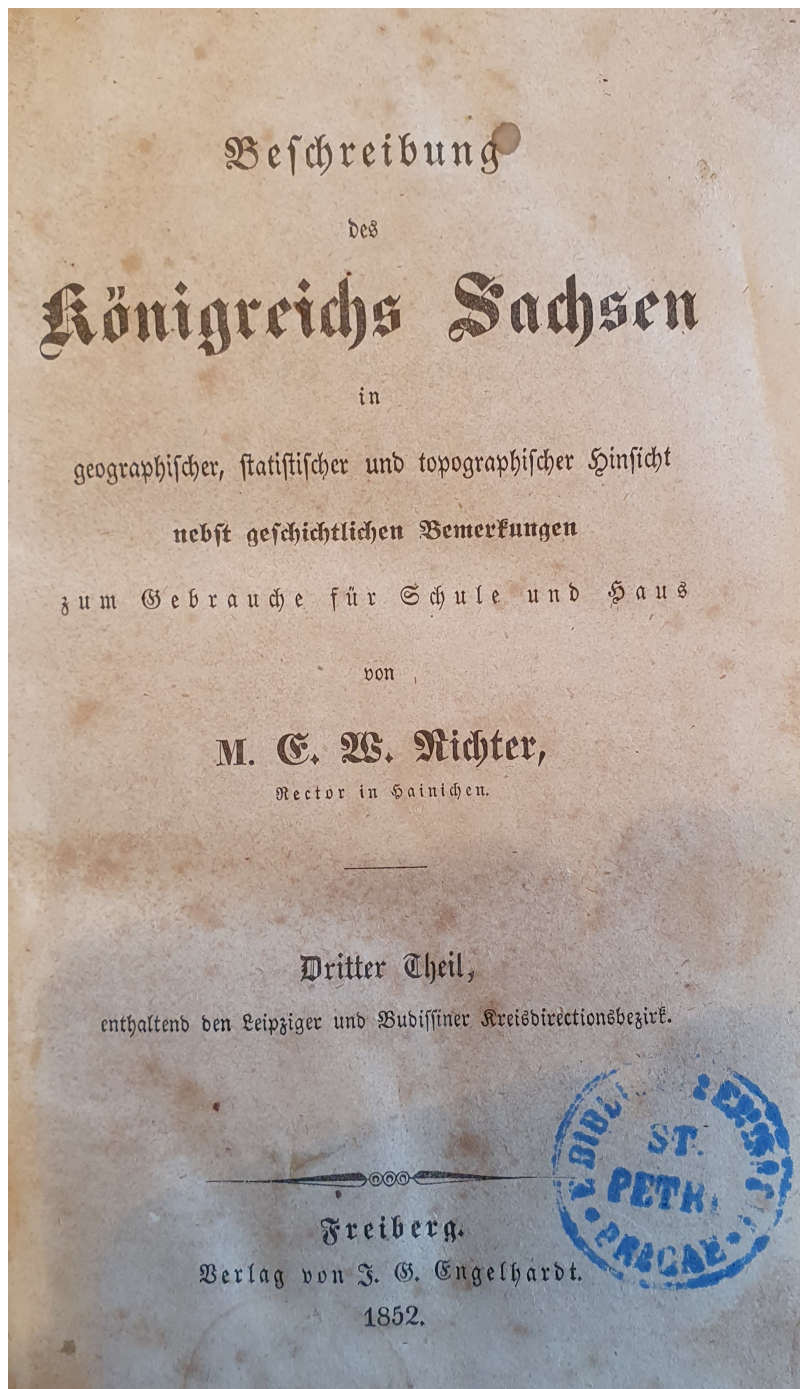 Beschreibung
des
Königreichs Sachsen
in
geographischer, statistischer und topographischer Hinsicht
nebst geschichtlichen Bemerkungen
zum Gebrauche für Schule und Haus
von
M. E. W. Richter,
Rector in Hainichen.
Dritter Theil,
enthaltend den Leipziger und Budissiner Kreisdirectionsbezirk.
ST.
PETRI
PRAGAE
Freiberg.
Verlag von J. G. Engelhardt.
1852.